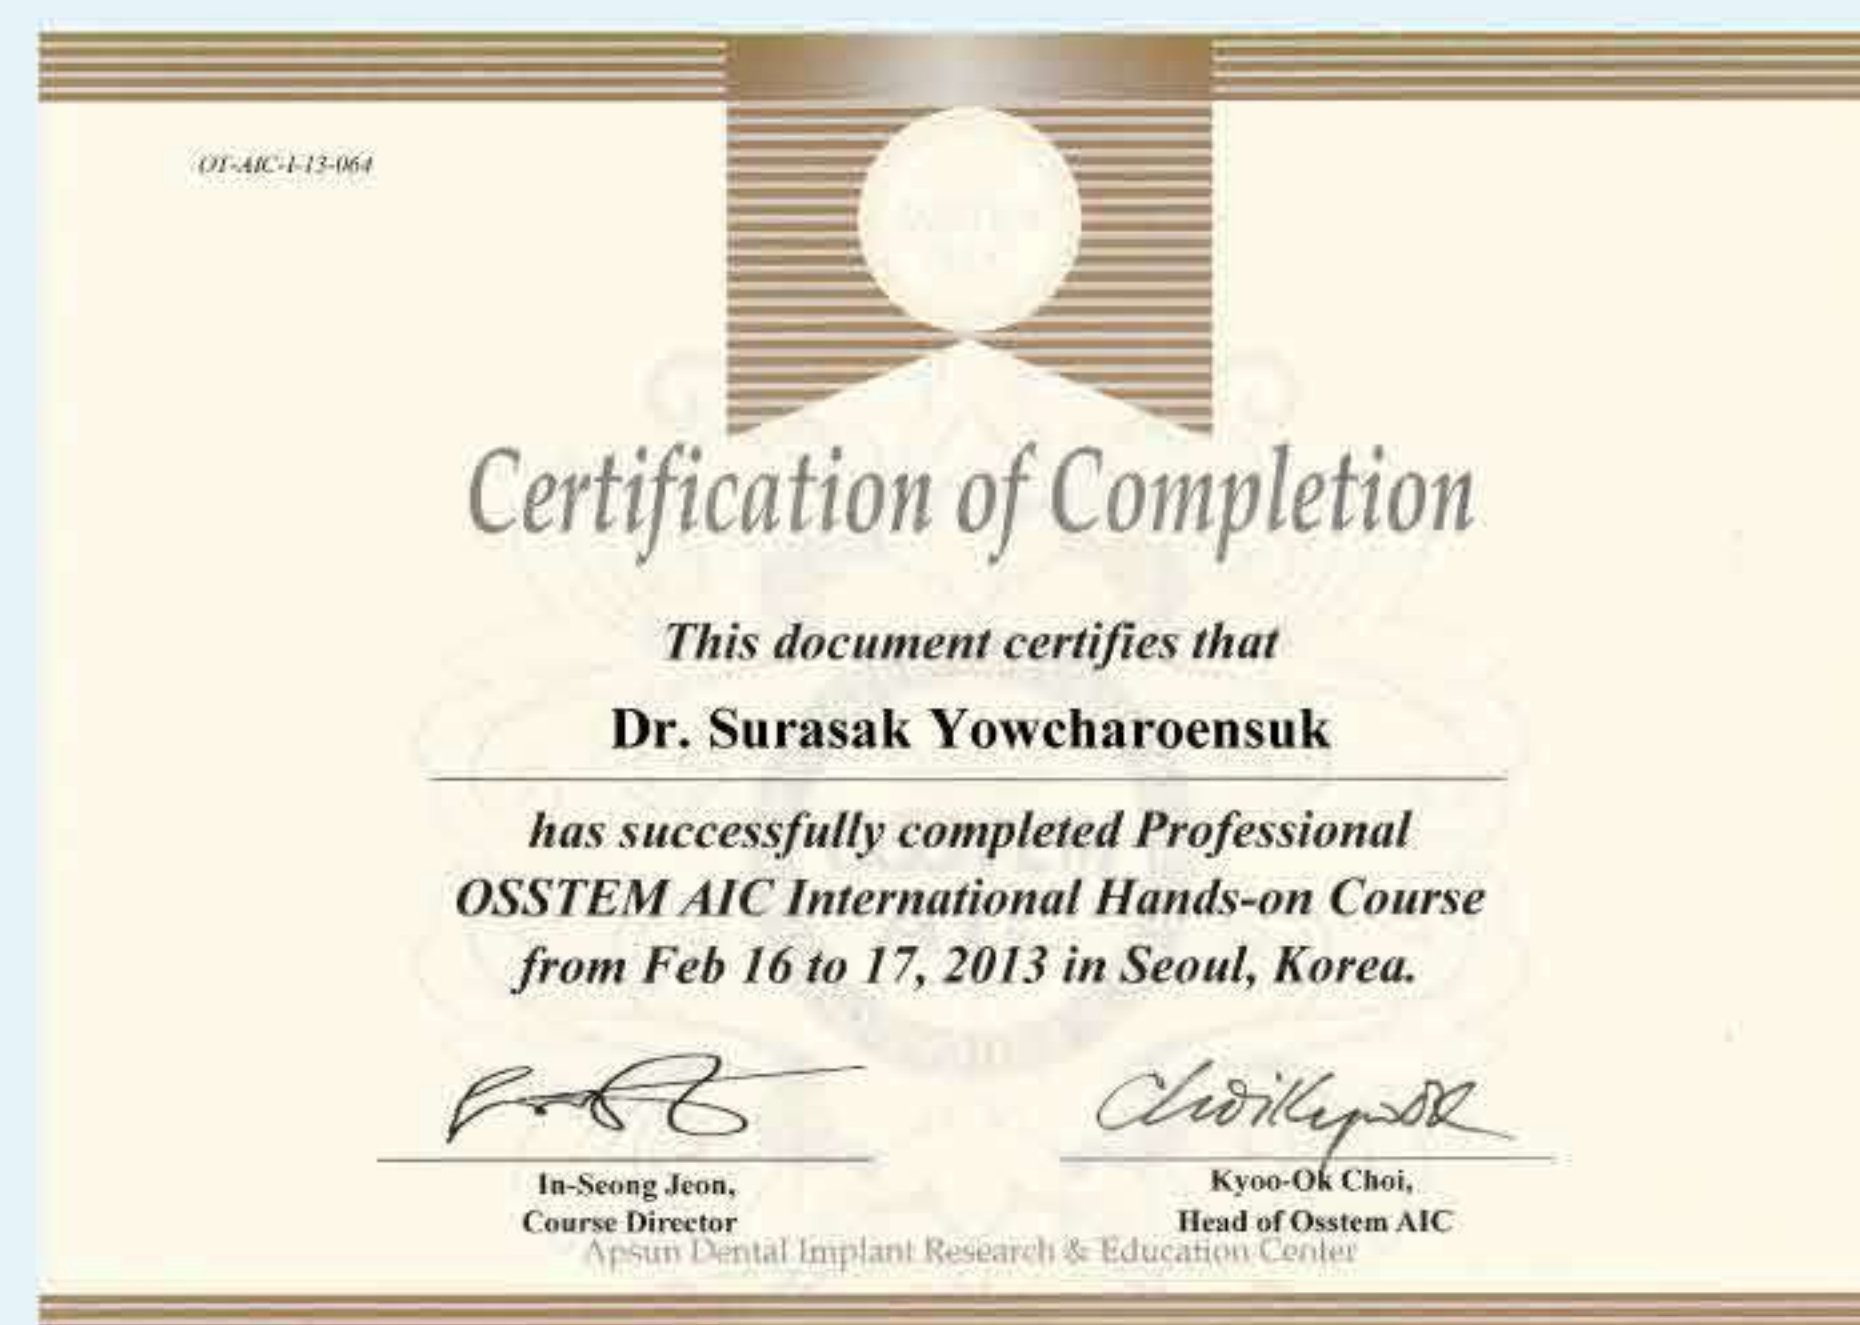 OT-AIC-I-13-064
Certification of Completion
This document certifies that
Dr. Surasak Yowcharoensuk
has successfully completed Professional
OSSTEM AIC International Hands-on Course
from Feb 16 to 17, 2013 in Seoul, Korea.
In-Seong Jeon,
Course Director
Kyoo-Ok Choi,
Head of Osstem AIC
Apsun Dental Implant Research & Education Center